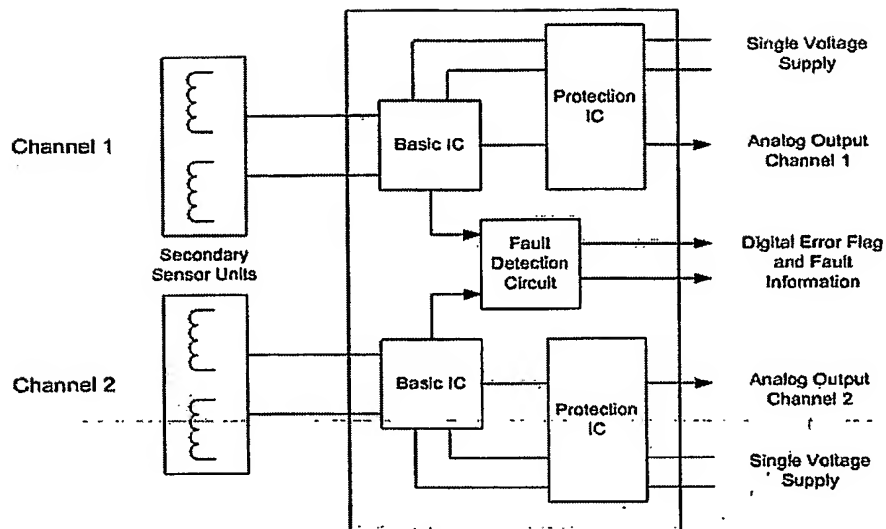 Single Voltage
Supply
Protection
IC
Channel 1
Basic IC
Analog Output
Channel 1
Secondary
Sensor Units
Fault
Detection
Circuit
Digital Error Flag
and Fault
Information
Channel 2
Basic IC
Analog Output
Channel 2
Protection
IC
Single Voltage
Supply